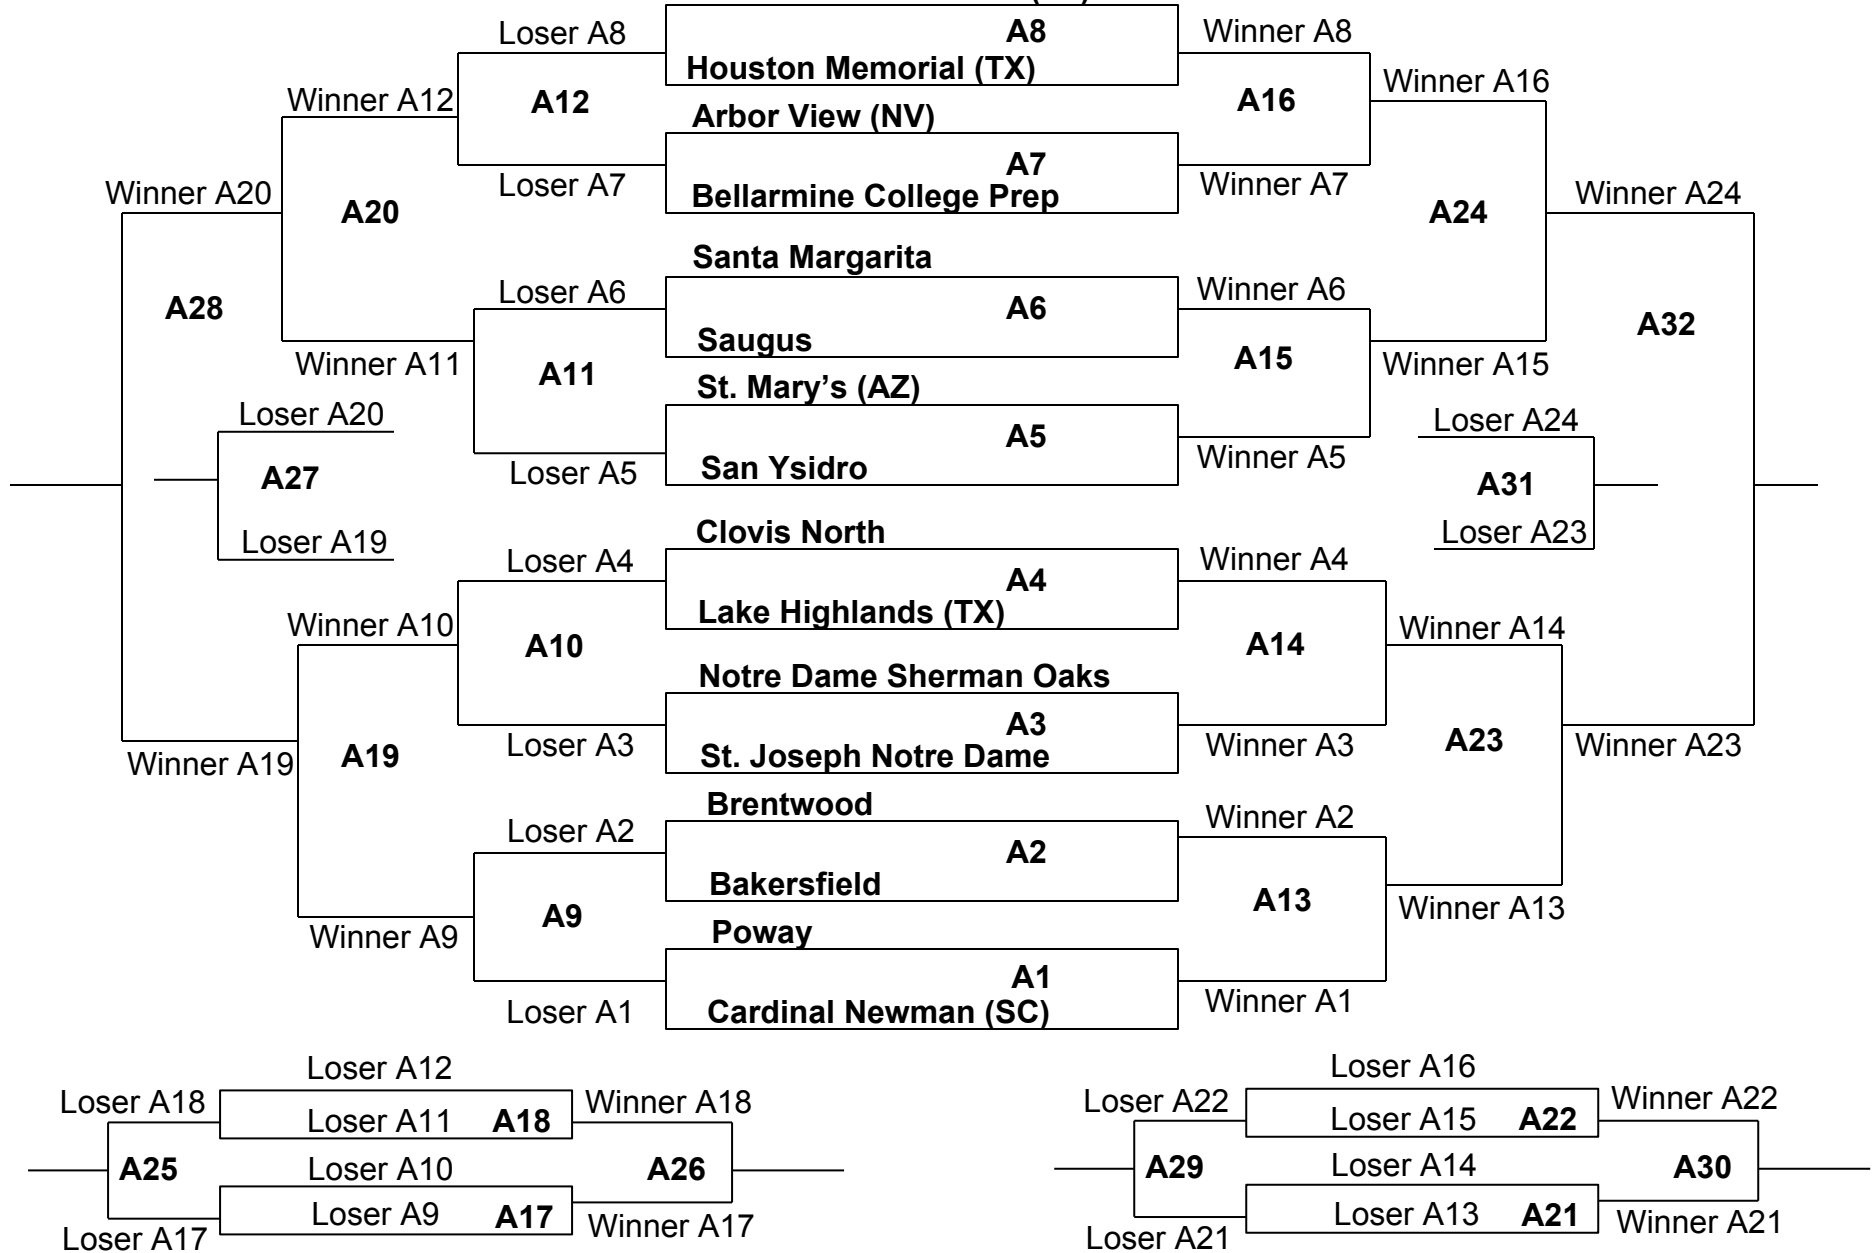 Loser A8
A8
Winner A8
Houston Memorial (TX)
Winner A12
A12
Arbor View (NV)
A16
Winner A16
Loser A7
A7
Winner A7
Bellarmine College Prep
Winner A20
A20
A24
Winner A24
Santa Margarita
Loser A6
A6
Winner A6
A28
Saugus
A32
Winner A11
A11
St. Mary’s (AZ)
A15
Winner A15
Loser A20
A5
Loser A24
A27
Loser A5
San Ysidro
Winner A5
A31
Loser A19
Clovis North
Loser A23
Loser A4
A4
Winner A4
Lake Highlands (TX)
Winner A10
A10
A14
Winner A14
Notre Dame Sherman Oaks
Loser A3
A3
Winner A3
St. Joseph Notre Dame
Winner A19
A19
A23
Winner A23
Brentwood
Loser A2
A2
Winner A2
Bakersfield
Winner A9
A9
Poway
A13
Winner A13
A1
Loser A1
Cardinal Newman (SC)
Winner A1
Loser A12
Loser A18
Loser A11 A18
Winner A18
A25
Loser A10
A26
Loser A17
Loser A9 A17
Winner A17
Loser A16
Loser A22
Loser A15 A22
Winner A22
A29
Loser A14
A30
Loser A21
Loser A13 A21
Winner A21